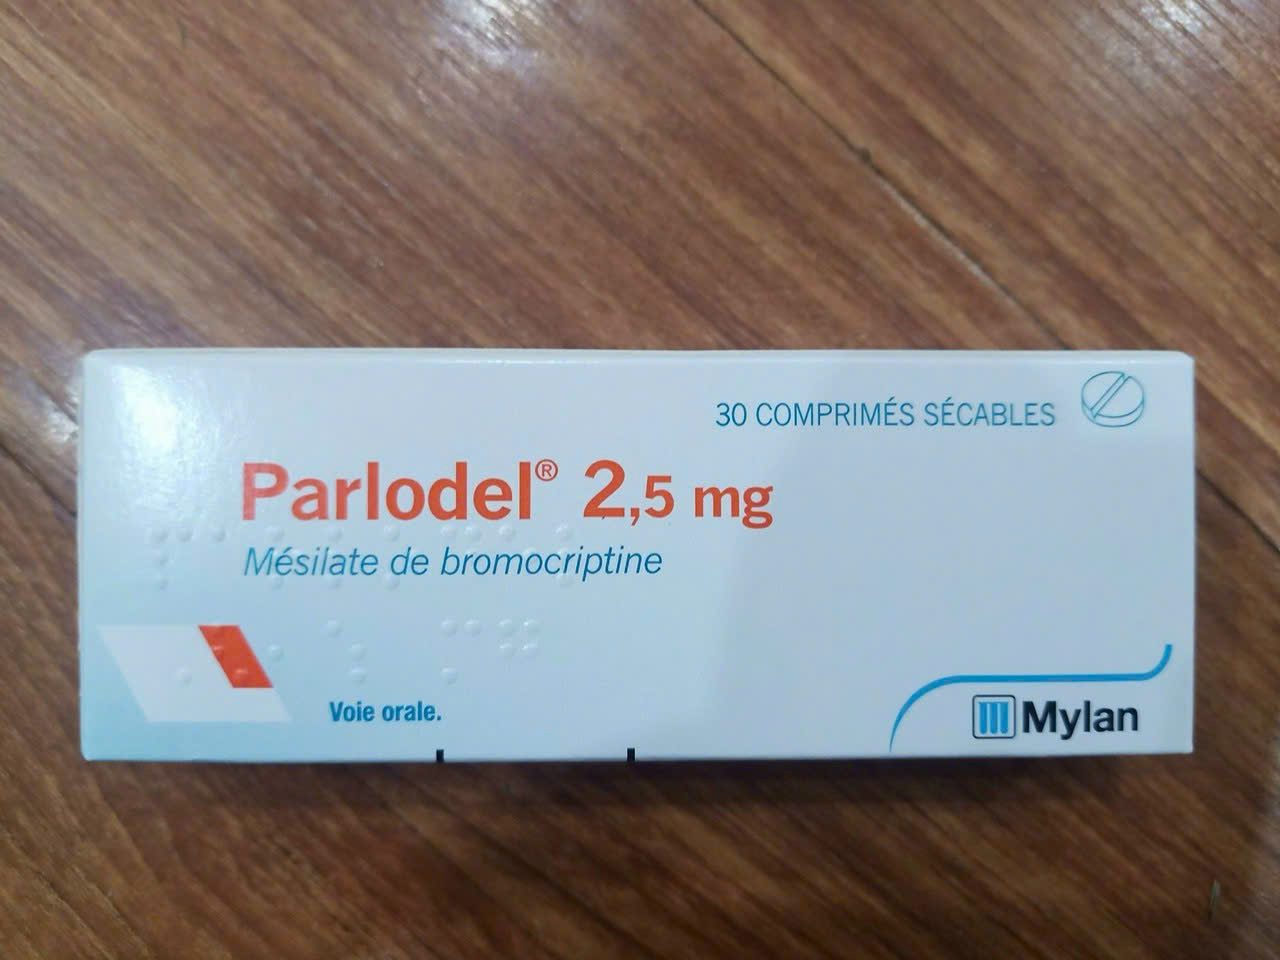 30 COMPRIMÉS SÉCABLES
Parlodel® 2,5 mg
Mésilate de bromocriptine
Voie orale.
Mylan